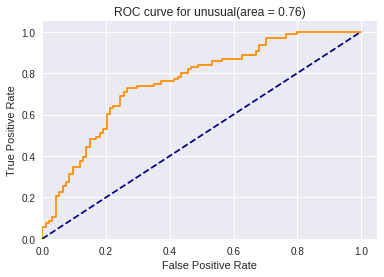 ROC curve for unusual(area = 0.76)
1.0
0.8
0.6
0.4
0.2
0.0
True Positive Rate
0.0 0.2 0.4 0.6 0.8 1.0
False Positive Rate